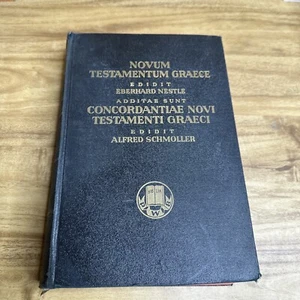 NOVUM
TESTAMENTUM GRAECE
EDIDIT
EBERHARD NESTLE
ADDITAE SUNT
CONCORDANTIAE NOVI
TESTAMENTI GRAECI
EDIDIT
ALFRED SCHMOLLER